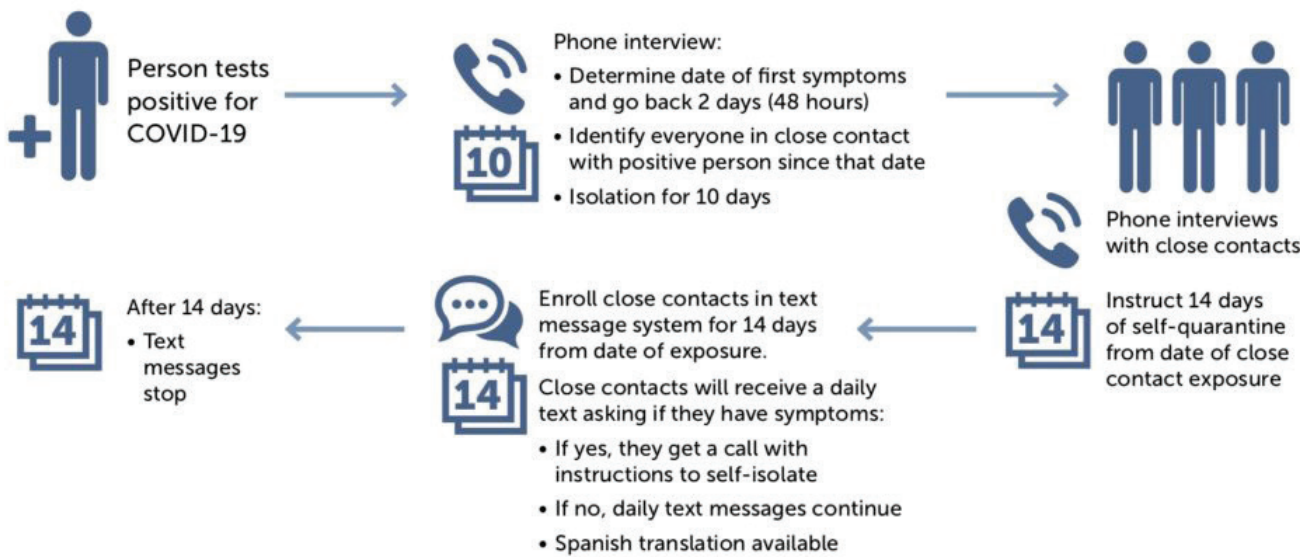 Person tests
positive for
COVID-19
Phone interview:
• Determine date of first symptoms
and go back 2 days (48 hours)
10
• Identify everyone in close contact
with positive person since that date
• Isolation for 10 days
Phone interviews
with close contacts
14
Instruct 14 days
of self-quarantine
from date of close
contact exposure
Enroll close contacts in text
message system for 14 days
from date of exposure.
14
Close contacts will receive a daily
text asking if they have symptoms:
• If yes, they get a call with
instructions to self-isolate
• If no, daily text messages continue
• Spanish translation available
14
After 14 days:
• Text
messages
stop